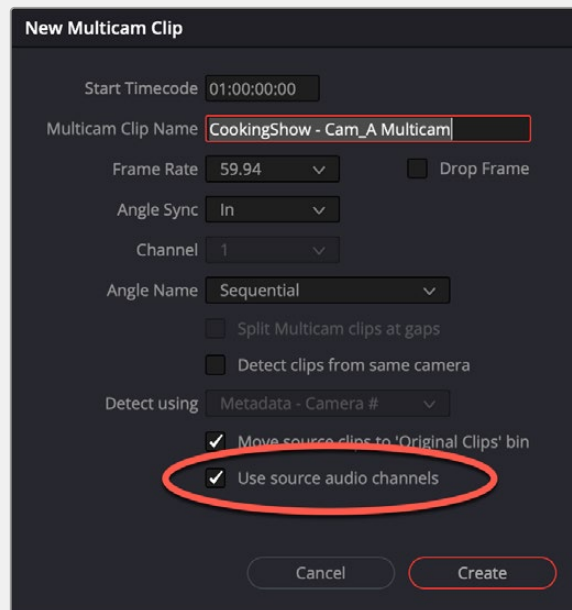 New Multicam Clip
Start Timecode 01:00:00:00
Multicam Clip Name CookingShow - Cam_A Multicam
Frame Rate 59.94 Drop Frame
Angle Sync In
Channel 1
Angle Name Sequential
Split Multicam clips at gaps
Detect clips from same camera
Detect using Metadata - Camera #
Move source clips to 'Original Clips' bin
Use source audio channels
Cancel Create